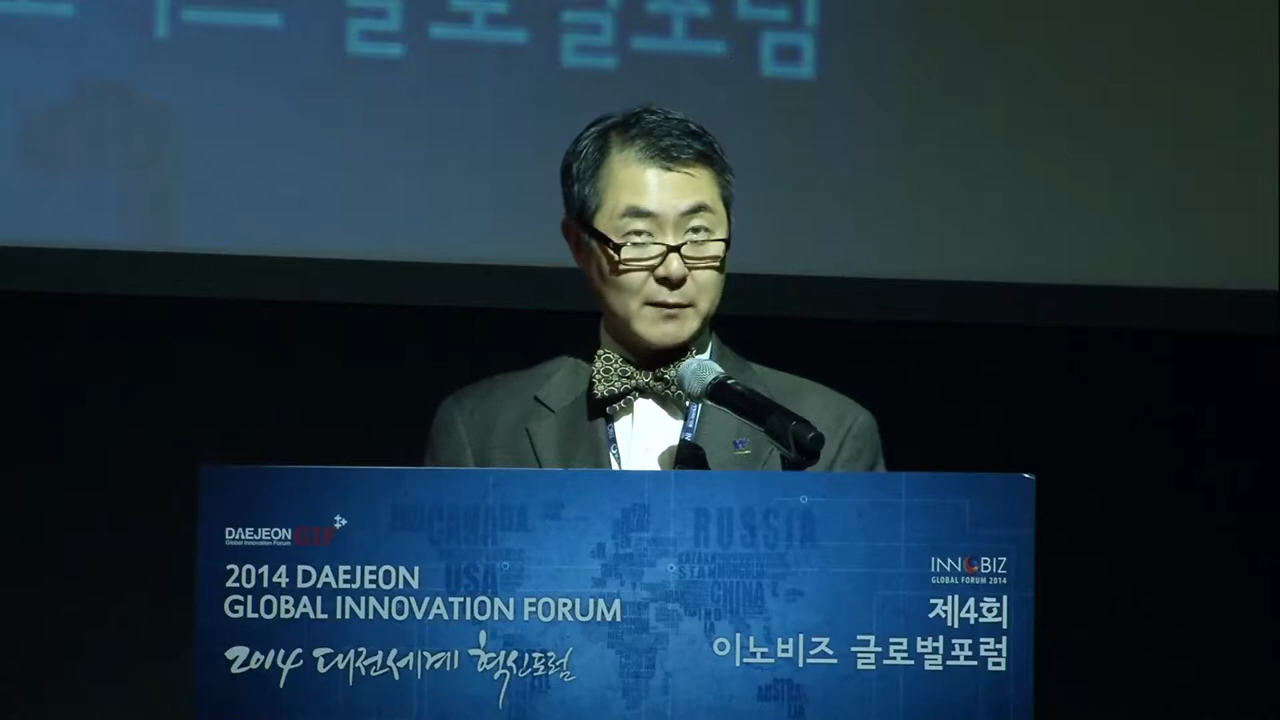 글로벌포럼
DAEJEON GIF
Global Innovation Forum
2014 DAEJEON
GLOBAL INNOVATION FORUM
2014 대전세계 혁신포럼
INNOBIZ
GLOBAL FORUM 2014
제4회
이노비즈 글로벌포럼
CANADA
USA
RUSSIA
CHINA